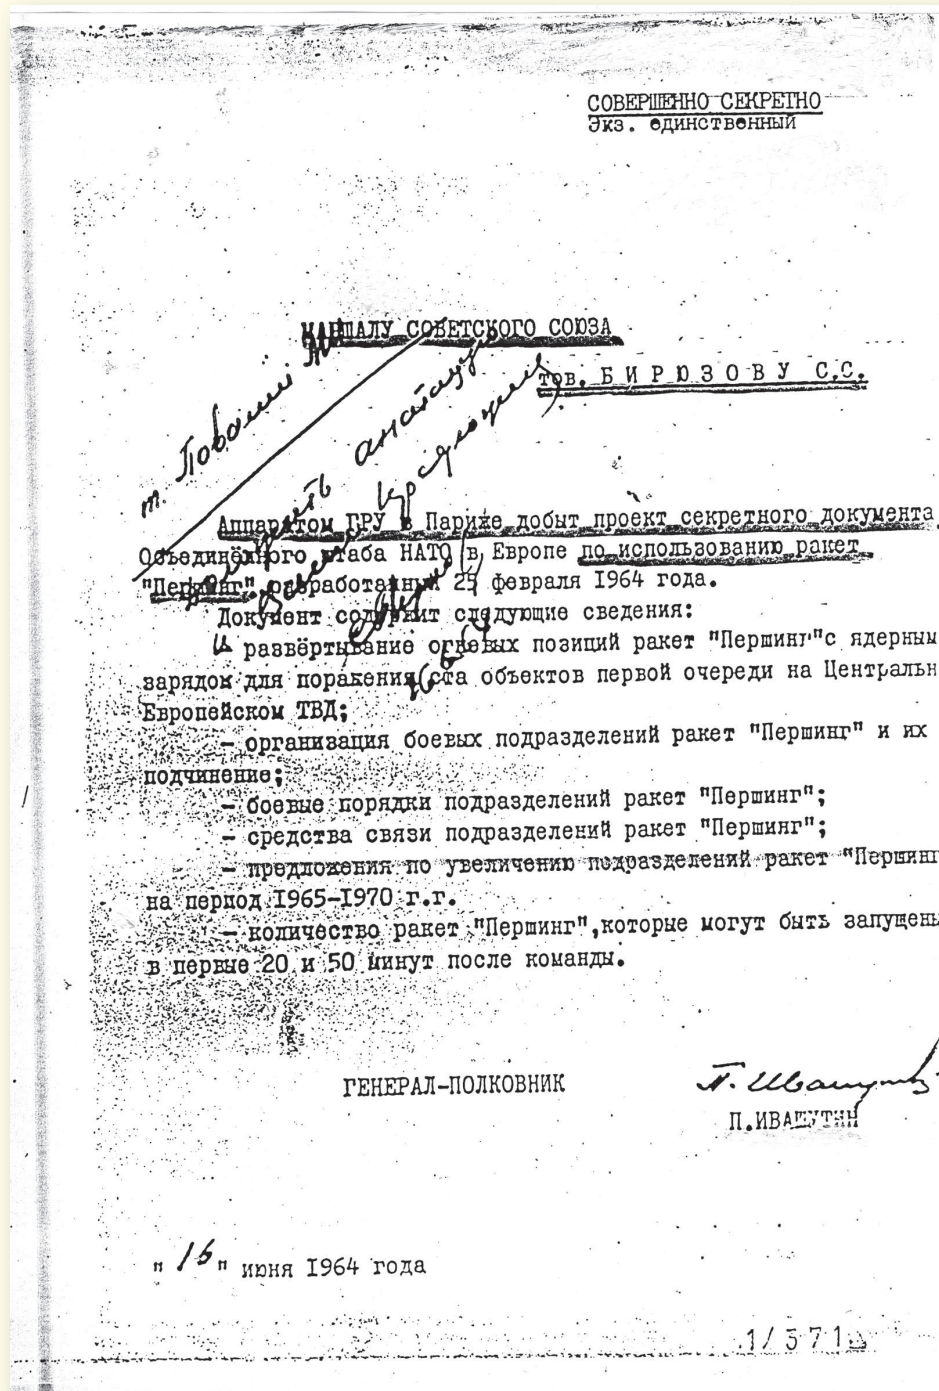 СОВЕРШЕННО СЕКРЕТНО
Экз. единственный
МАРШАЛУ СОВЕТСКОГО СОЮЗА
тов. Б И Р Ю З О В У С.С.
т.
Аппаратом ГРУ в Париже добыт проект секретного документа
Объединённого штаба НАТО в Европе по использованию ракет
"Першинг", отработанный 25 февраля 1964 года.
Документ содержит следующие сведения:
- развёртывание огневых позиций ракет "Першинг"с ядерным
зарядом для поражения ста объектов первой очереди на Центральн
Европейском ТВД;
- организация боевых подразделений ракет "Першинг" и их
подчинение;
- боевые порядки подразделений ракет "Першинг";
- средства связи подразделений ракет "Першинг";
- предложения по увеличению подразделений ракет "Першинг
на период 1965-1970 г.г.
- количество ракет "Першинг",которые могут быть запущены
в первые 20 и 50 минут после команды.
ГЕНЕРАЛ-ПОЛКОВНИК
П. Ивашутин
П.ИВАШУТИН
"16" июня 1964 года
1/371